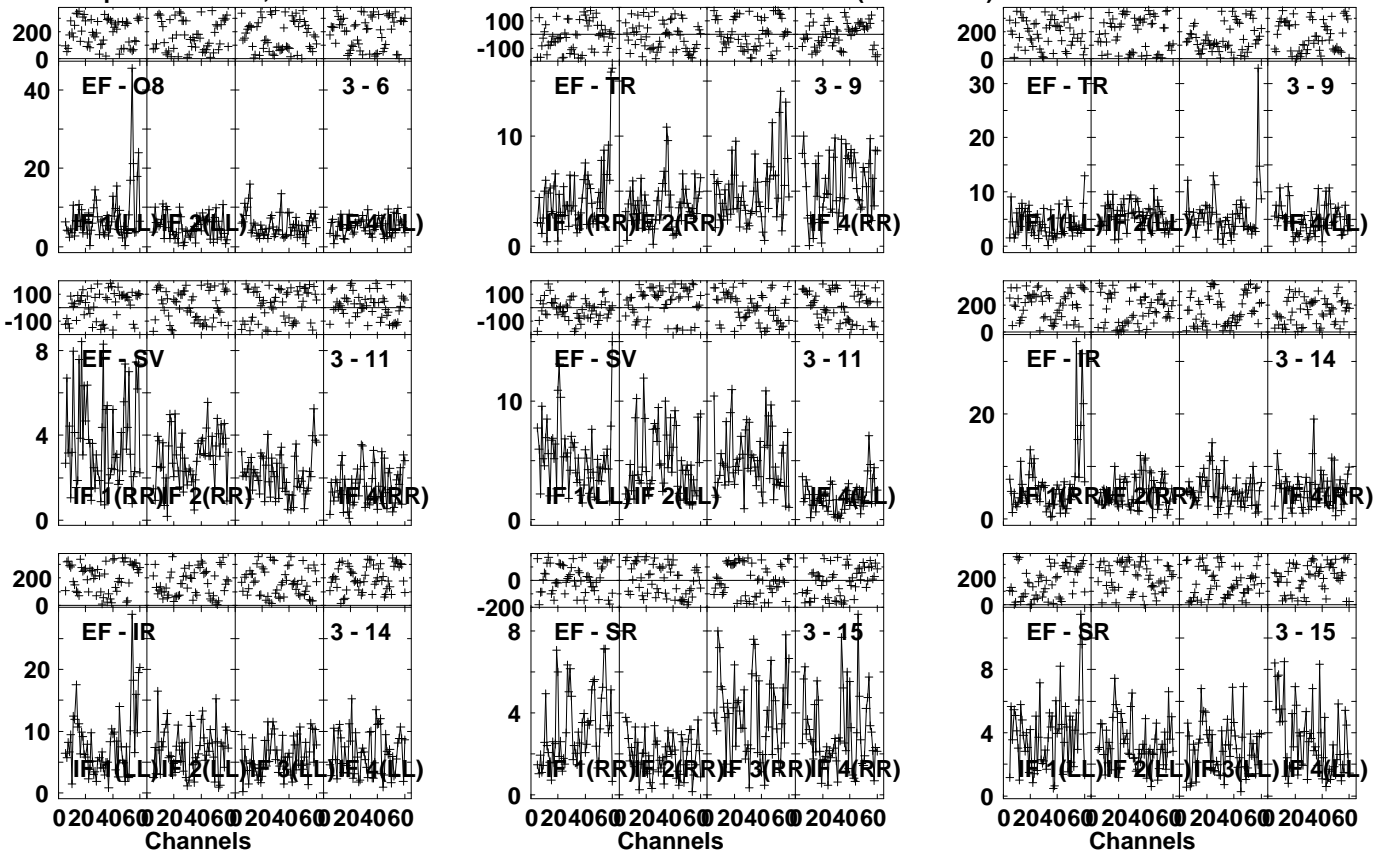 200
0
100
-100
200
0
EF - O8 3 - 6
40
20
0
IF 1(LL) IF 2(LL) IF 4(LL)
EF - TR 3 - 9
10
0
IF 1(RR) IF 2(RR) IF 4(RR)
EF - TR 3 - 9
30
20
10
0
IF 1(LL) IF 2(LL) IF 4(LL)
100
-100
100
-100
200
0
EF - SV 3 - 11
8
4
0
IF 1(RR) IF 2(RR) IF 4(RR)
EF - SV 3 - 11
10
0
IF 1(LL) IF 2(LL) IF 4(LL)
EF - IR 3 - 14
20
0
IF 1(RR) IF 2(RR) IF 4(RR)
200
0
0
-200
200
0
EF - IR 3 - 14
20
10
0
IF 1(LL) IF 2(LL) IF 3(LL) IF 4(LL)
EF - SR 3 - 15
8
4
0
IF 1(RR) IF 2(RR) IF 3(RR) IF 4(RR)
EF - SR 3 - 15
12
8
4
0
IF 1(LL) IF 2(LL) IF 3(LL) IF 4(LL)
0 20 40 60 0 20 40 60 0 20 40 60 0 20 40 60
Channels
0 20 40 60 0 20 40 60 0 20 40 60 0 20 40 60
Channels
0 20 40 60 0 20 40 60 0 20 40 60 0 20 40 60
Channels